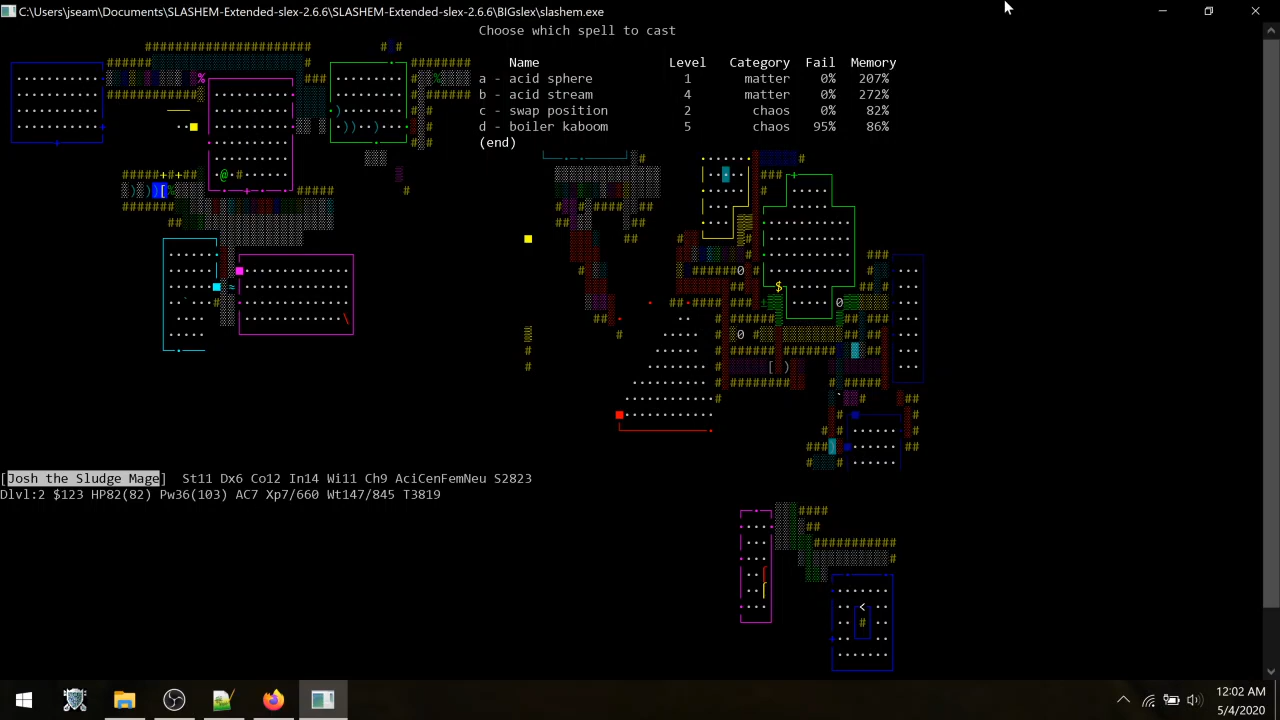 C:\Users\jseam\Documents\SLASHEM-Extended-slex-2.6.6\SLASHEM-Extended-slex-2.6.6\BIGslex\slashem.exe
Choose which spell to cast
Name Level Category Fail Memory
a - acid sphere 1 matter 0% 207%
b - acid stream 4 matter 272%
c - swap position 2 chaos 0% 82%
d - boiler kaboom 5 chaos 95% 86%
(end)
[Josh the Sludge Mage] St11 Dx6 Co12 In14 Wi11 Ch9 AciCenFemNeu S2823
Dlvl:2 $123 HP82(82) Pw36(103) AC7 Xp7/660 Wt147/845 T3819
12:02 AM
5/4/2020